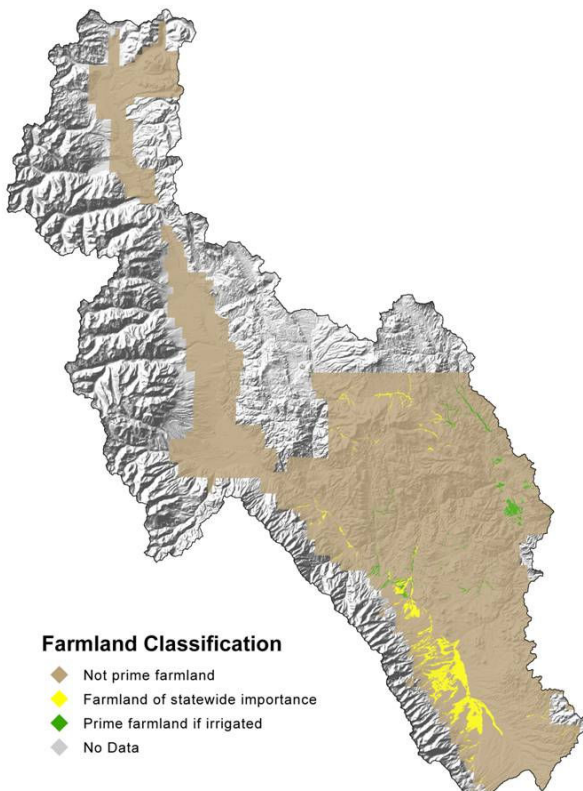 Farmland Classification
Not prime farmland
Farmland of statewide importance
Prime farmland if irrigated
No Data